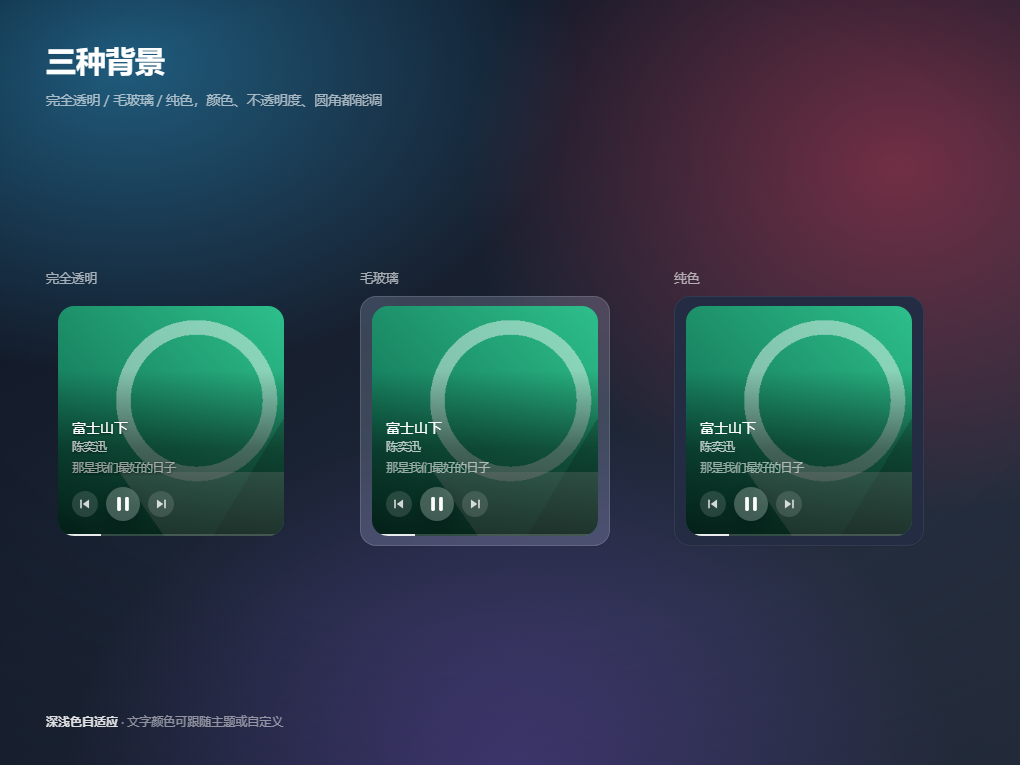 三种背景
完全透明 / 毛玻璃 / 纯色，颜色、不透明度、圆角都能调
完全透明
毛玻璃
纯色
富士山下
陈奕迅
那是我们最好的日子
富士山下
陈奕迅
那是我们最好的日子
富士山下
陈奕迅
那是我们最好的日子
深浅色自适应 · 文字颜色可跟随主题或自定义